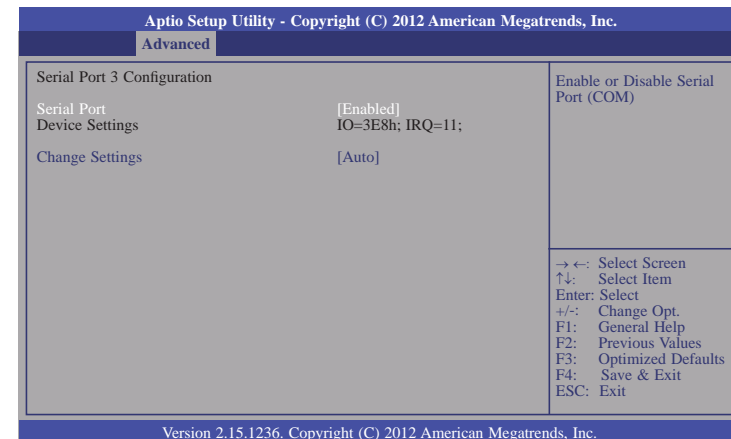 Aptio Setup Utility - Copyright (C) 2012 American Megatrends, Inc.
Advanced
Serial Port 3 Configuration
Serial Port [Enabled]
Device Settings IO=3E8h; IRQ=11;
Change Settings [Auto]
Enable or Disable Serial
Port (COM)
→ ←: Select Screen
↑↓: Select Item
Enter: Select
+/-: Change Opt.
F1: General Help
F2: Previous Values
F3: Optimized Defaults
F4: Save & Exit
ESC: Exit
Version 2.15.1236. Copyright (C) 2012 American Megatrends, Inc.